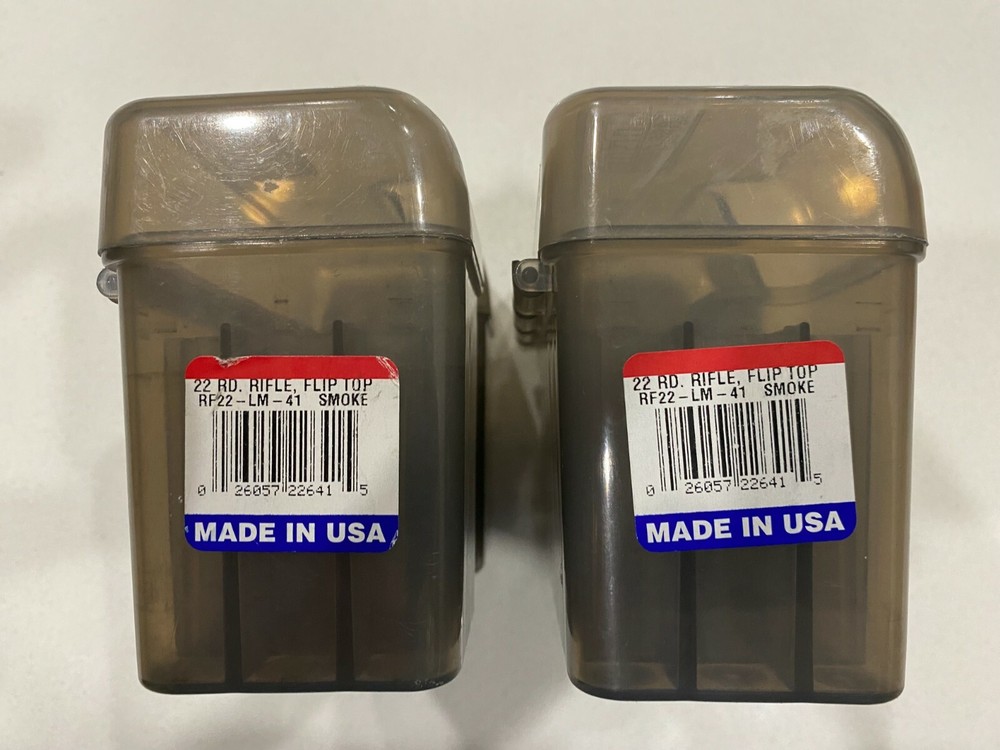 22 RD. RIFLE, FLIP TOP
RF22-LM-41 SMOKE
0 26057 22641 5
MADE IN USA
22 RD. RIFLE, FLIP TOP
RF22-LM-41 SMOKE
0 26057 22641 5
MADE IN USA